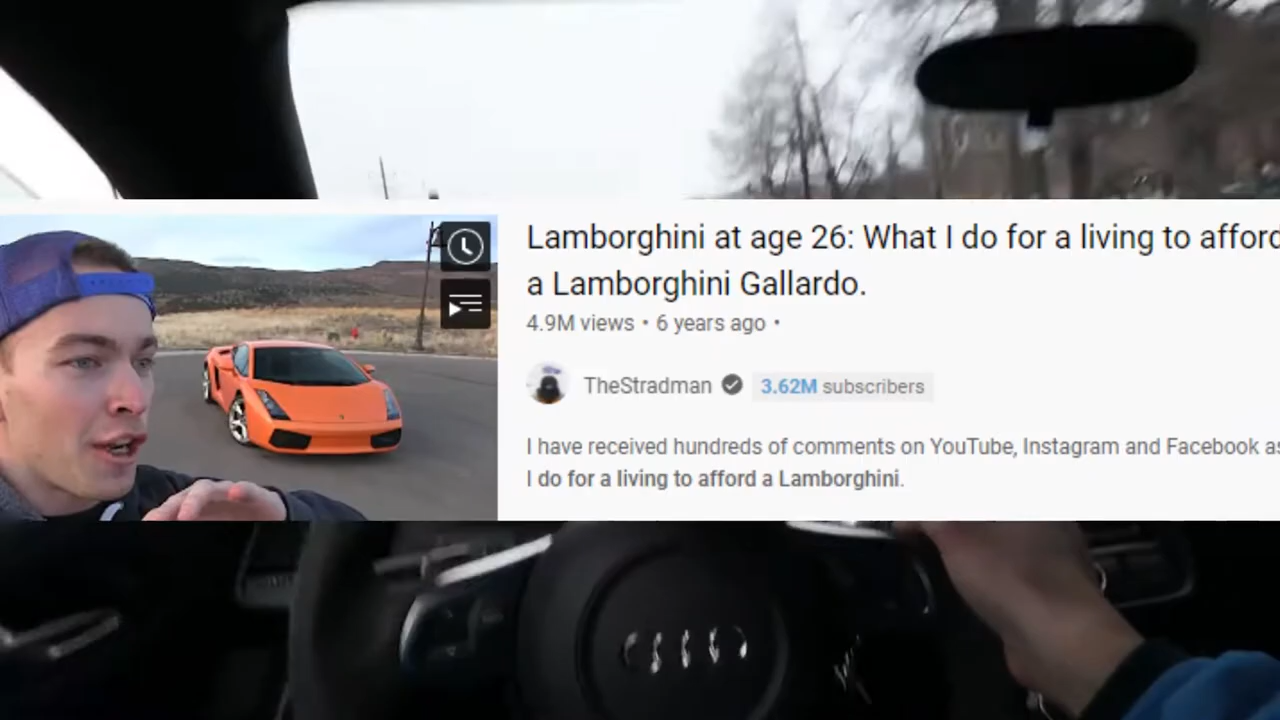 Lamborghini at age 26: What I do for a living to afford
a Lamborghini Gallardo.
4.9M views • 6 years ago •
TheStradman 3.62M subscribers
I have received hundreds of comments on YouTube, Instagram and Facebook as
I do for a living to afford a Lamborghini.